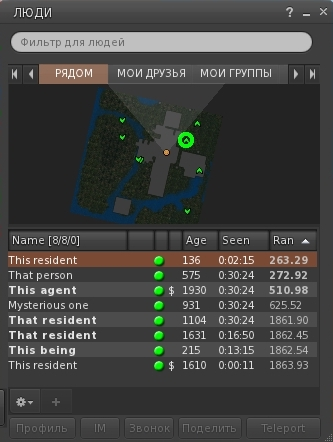 ЛЮДИ ? _ ×
Фильтр для людей
РЯДОМ МОИ ДРУЗЬЯ МОИ ГРУППЫ
Name [8/8/0] Age Seen Ran
This resident 136 0:02:15 263.29
That person 575 0:30:24 272.92
This agent $ 1930 0:30:24 510.98
Mysterious one 931 0:30:24 625.52
That resident 1104 0:30:24 1861.90
That resident 1631 0:16:50 1862.45
This being 215 0:13:15 1862.54
This resident $ 1610 0:00:11 1863.93
Профиль IM Звонок Поделить Teleport